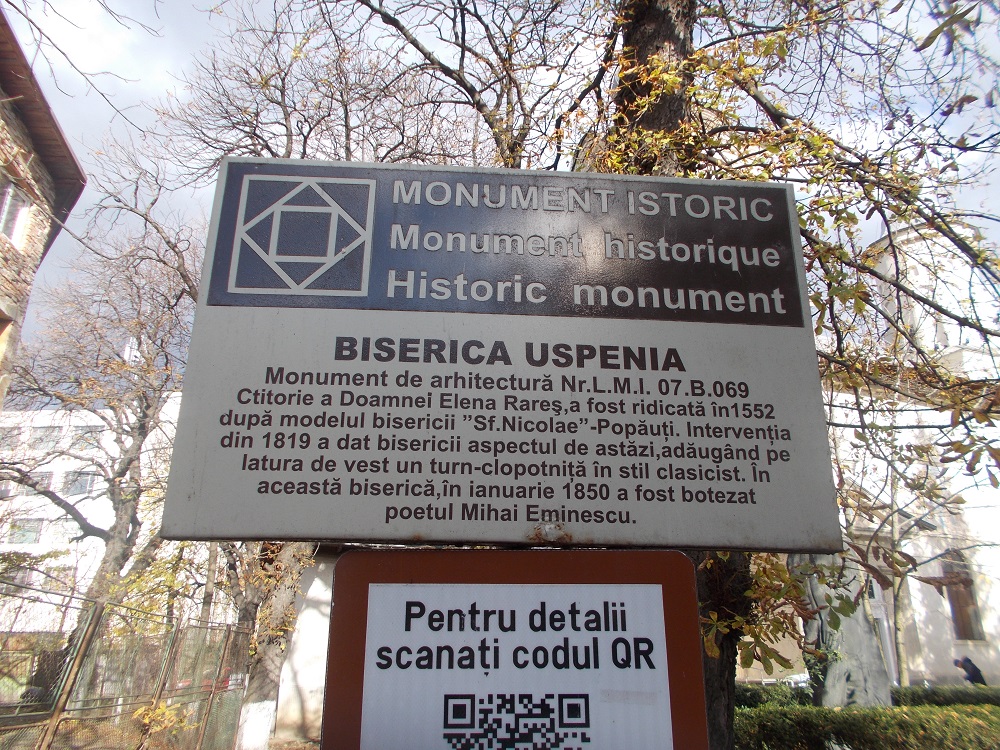 MONUMENT ISTORIC
Monument historique
Historic monument
BISERICA USPENIA
Monument de arhitectură Nr.L.M.I. 07.B.069
Ctitorie a Doamnei Elena Rareş,a fost ridicată în1552
după modelul bisericii ”Sf.Nicolae”-Popăuţi. Intervenţia
din 1819 a dat bisericii aspectul de astăzi,adăugând pe
latura de vest un turn-clopotniţă în stil clasicist. În
această biserică,în ianuarie 1850 a fost botezat
poetul Mihai Eminescu.
Pentru detalii
scanați codul QR